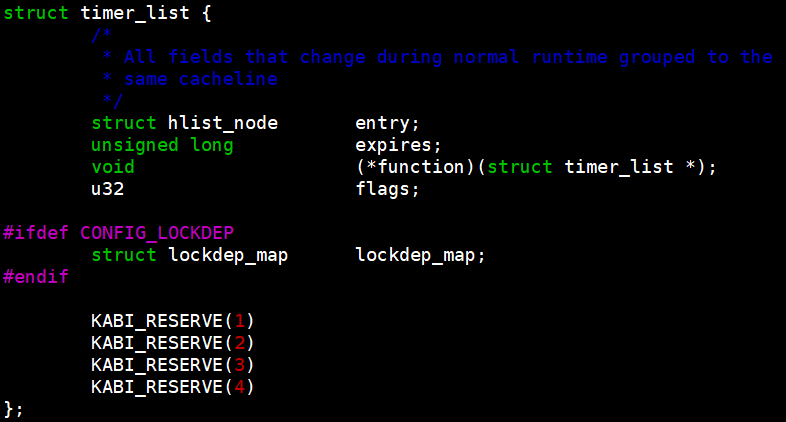 struct timer_list {
/*
* All fields that change during normal runtime grouped to the
* same cacheline
*/
struct hlist_node entry;
unsigned long expires;
void (*function)(struct timer_list *);
u32 flags;
#ifdef CONFIG_LOCKDEP
struct lockdep_map lockdep_map;
#endif
KABI_RESERVE(1)
KABI_RESERVE(2)
KABI_RESERVE(3)
KABI_RESERVE(4)
};